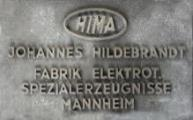 HIMA
JOHANNES HILDEBRANDT
FABRIK ELEKTROT.
SPEZIALERZEUGNISSE
MANNHEIM